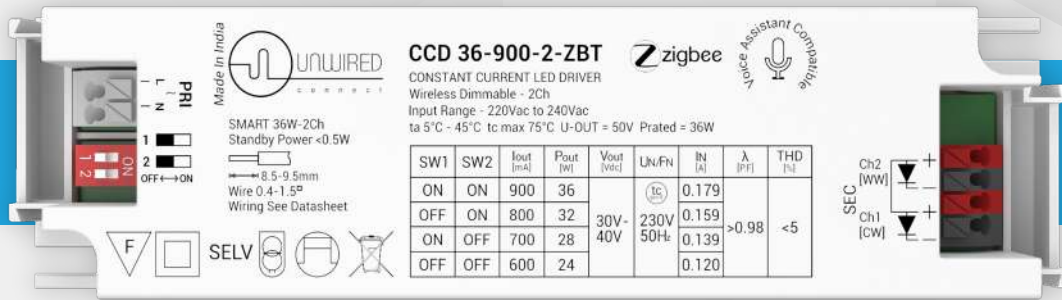 L
N
PRI
1
2
OFF↔ON
ON
1
2
Made In India
UNWIRED
connect
SMART 36W-2Ch
Standby Power <0.5W
8.5-9.5mm
Wire 0.4-1.5□
Wiring See Datasheet
F
SELV
CCD 36-900-2-ZBT
zigbee
Voice Assistant Compatible
CONSTANT CURRENT LED DRIVER
Wireless Dimmable - 2Ch
Input Range - 220Vac to 240Vac
ta 5°C - 45°C tc max 75°C U-OUT = 50V Prated = 36W
SW1 SW2 Iout [mA] Pout [W] Vout [Vdc] UN/FN IN [A] λ [P.F] THD [%]
ON ON 900 36 30V-40V tc 230V 50Hz 0.179 >0.98 <5
OFF ON 800 32 0.159
ON OFF 700 28 0.139
OFF OFF 600 24 0.120
SEC
Ch2 +
[WW] -
Ch1 +
[CW] -